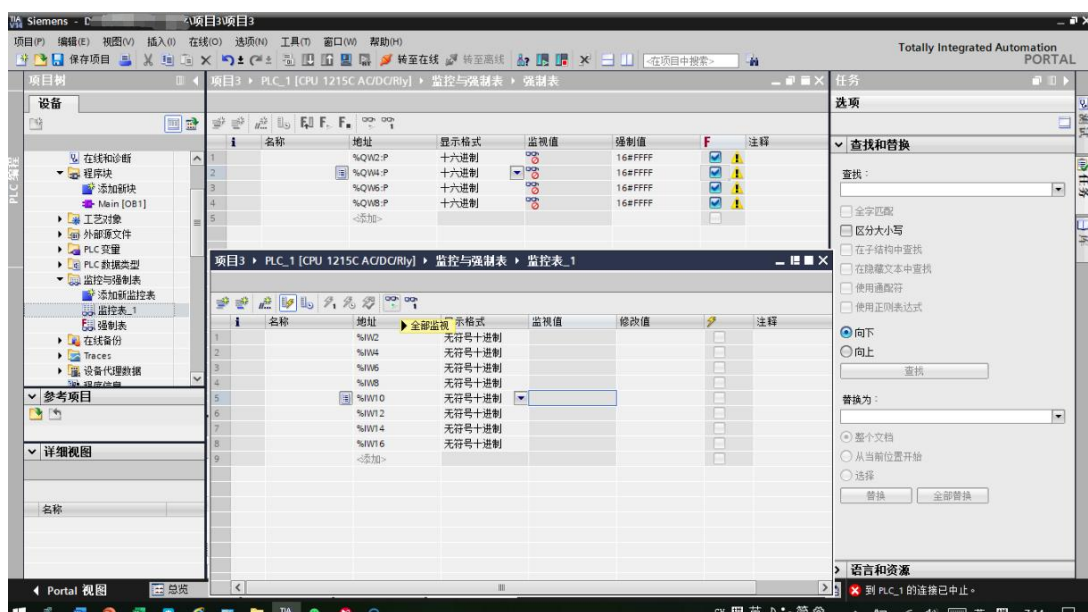 Siemens - D \项目3\项目3
项目(P) 编辑(E) 视图(V) 插入(I) 在线(O) 选项(N) 工具(T) 窗口(W) 帮助(H)
Totally Integrated Automation
PORTAL
保存项目 转至在线 转至离线 <在项目中搜索>
项目树
设备
PLC 编程
在线和诊断
程序块
添加新块
Main [OB1]
工艺对象
外部源文件
PLC 变量
PLC 数据类型
监控与强制表
添加新监控表
监控表_1
强制表
在线备份
Traces
设备代理数据
程序信息
参考项目
详细视图
名称
项目3 PLC_1 [CPU 1215C AC/DC/Rly] 监控与强制表 强制表
i 名称 地址 显示格式 监视值 强制值 F 注释
1 %QW2:P 十六进制 16#FFFF
2 %QW4:P 十六进制 16#FFFF
3 %QW6:P 十六进制 16#FFFF
4 %QW8:P 十六进制 16#FFFF
5 <添加>
项目3 PLC_1 [CPU 1215C AC/DC/Rly] 监控与强制表 监控表_1
全部监视
i 名称 地址 示格式 监视值 修改值 注释
1 %IW2 无符号十进制
2 %IW4 无符号十进制
3 %IW6 无符号十进制
4 %IW8 无符号十进制
5 %IW10 无符号十进制
6 %IW12 无符号十进制
7 %IW14 无符号十进制
8 %IW16 无符号十进制
9 <添加>
任务
选项
查找和替换
查找：
全字匹配
区分大小写
在子结构中查找
在隐藏文本中查找
使用通配符
使用正则表达式
向下
向上
查找
替换为：
整个文档
从当前位置开始
选择
替换 全部替换
语言和资源
任务
Portal 视图 总览
到 PLC_1 的连接已中止。